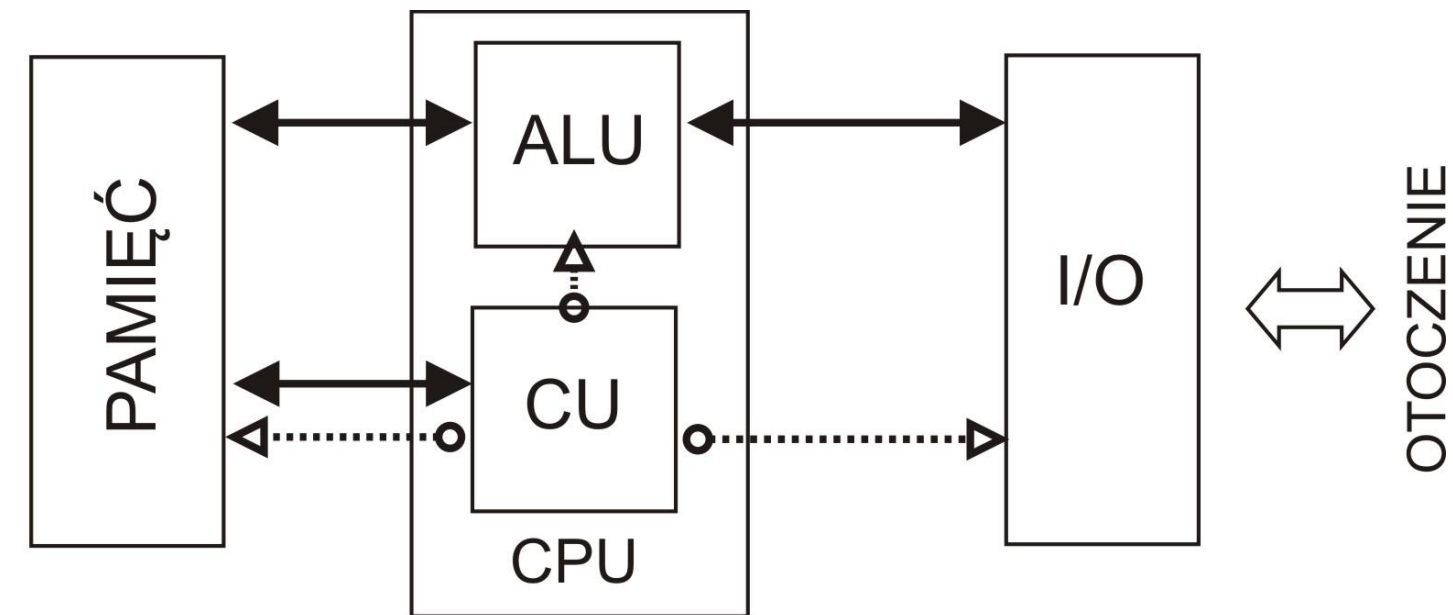 PAMIĘĆ
ALU
CU
CPU
I/O
OTOCZENIE